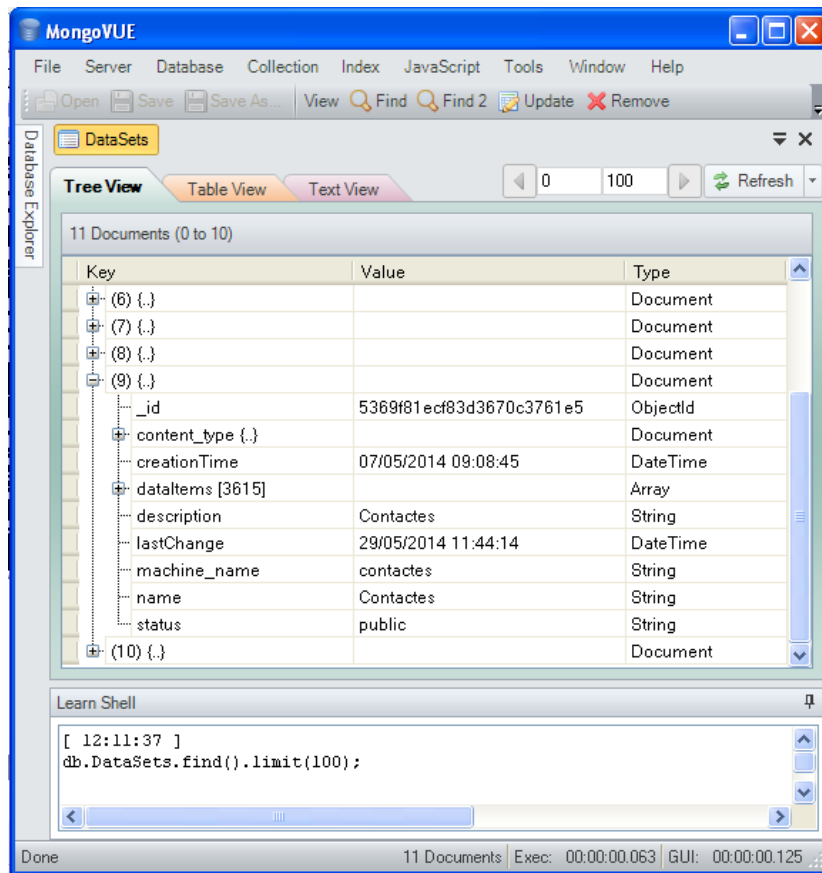 MongoVUE
File Server Database Collection Index JavaScript Tools Window Help
Open Save Save As... View Find Find 2 Update Remove
Database Explorer
DataSets
Tree View Table View Text View 0 100 Refresh
11 Documents (0 to 10)
Key Value Type
(6) {..} Document
(7) {..} Document
(8) {..} Document
(9) {..} Document
_id 5369f81ecf83d3670c3761e5 ObjectId
content_type {..} Document
creationTime 07/05/2014 09:08:45 DateTime
dataItems [3615] Array
description Contactes String
lastChange 29/05/2014 11:44:14 DateTime
machine_name contactes String
name Contactes String
status public String
(10) {..} Document
Learn Shell
[ 12:11:37 ]
db.DataSets.find().limit(100);
Done 11 Documents Exec: 00:00:00.063 GUI: 00:00:00.125